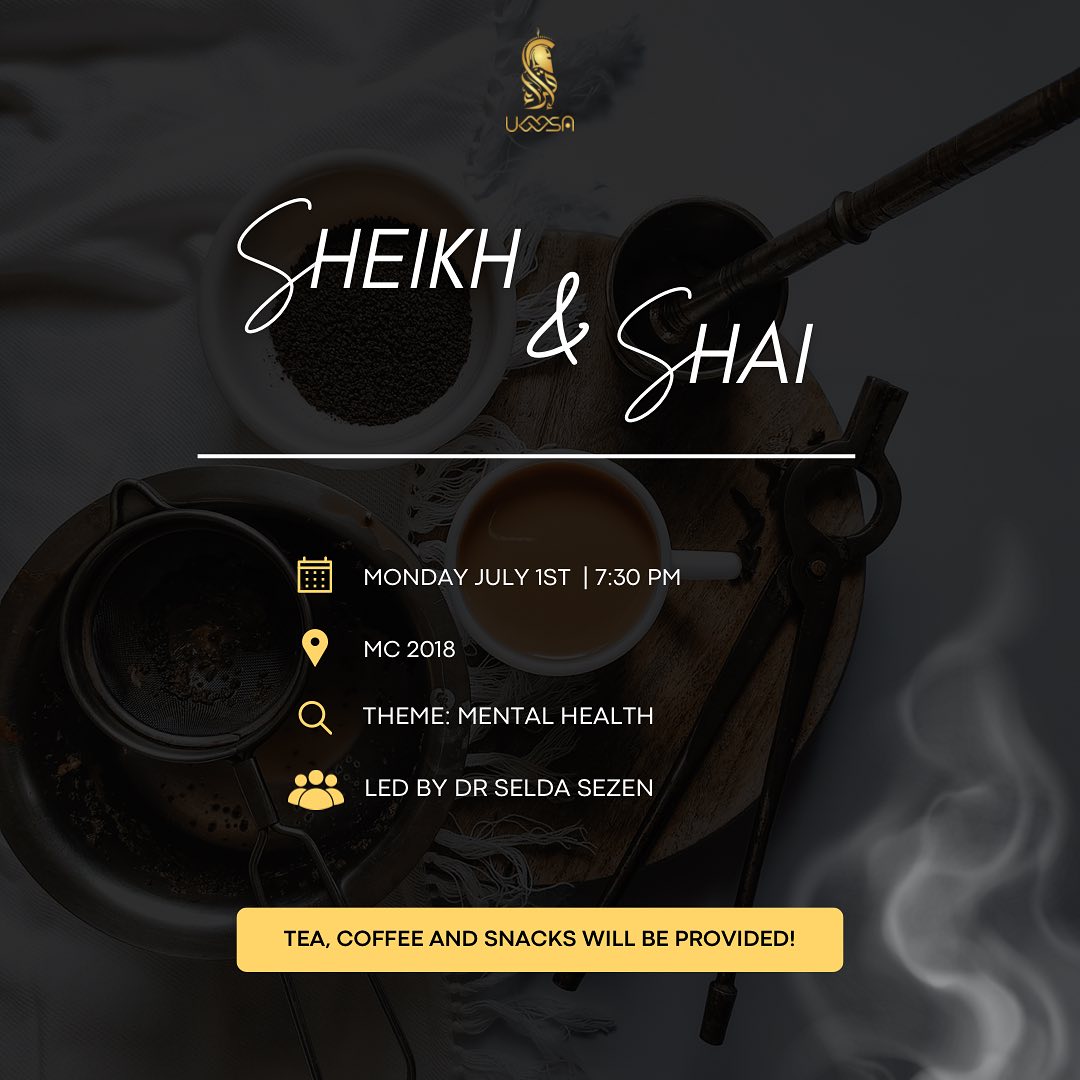 SHEIKH
&
SHAI
MONDAY JULY 1ST | 7:30 PM
MC 2018
THEME: MENTAL HEALTH
LED BY DR SELDA SEZEN
TEA, COFFEE AND SNACKS WILL BE PROVIDED!